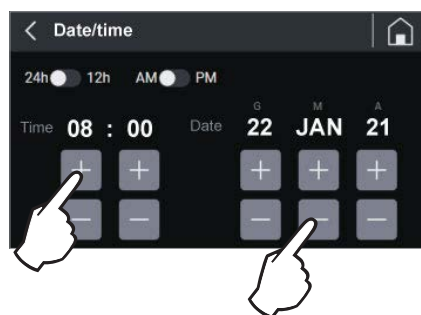 Date/time
24h 12h AM PM
G M A
Time 08 : 00 Date 22 JAN 21
+ + + + +
− − − − −